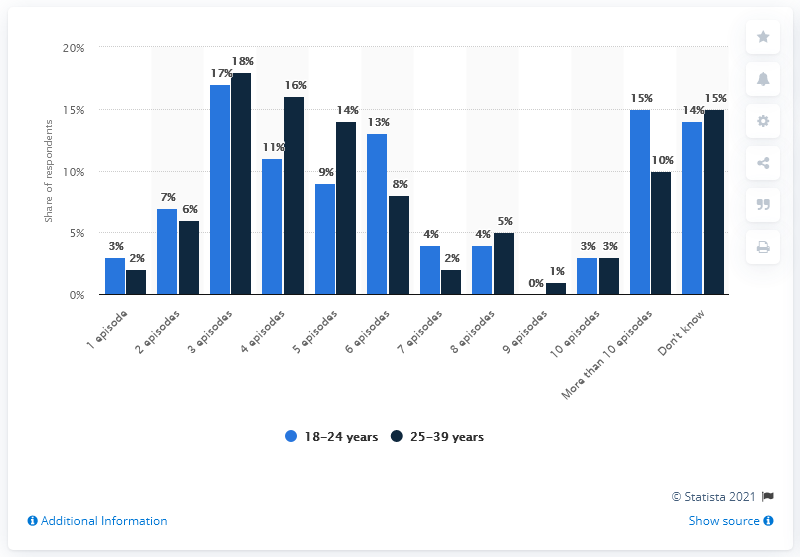 20%
15%
10%
5%
0%
Share of respondents
3%
2%
7%
6%
17%
18%
11%
16%
9%
14%
13%
8%
4%
2%
4%
5%
0%
1%
3%
3%
15%
10%
14%
15%
1 episode
2 episodes
3 episodes
4 episodes
5 episodes
6 episodes
7 episodes
8 episodes
9 episodes
10 episodes
More than 10 episodes
Don't know
18-24 years
25-39 years
© Statista 2021
Additional Information
Show source